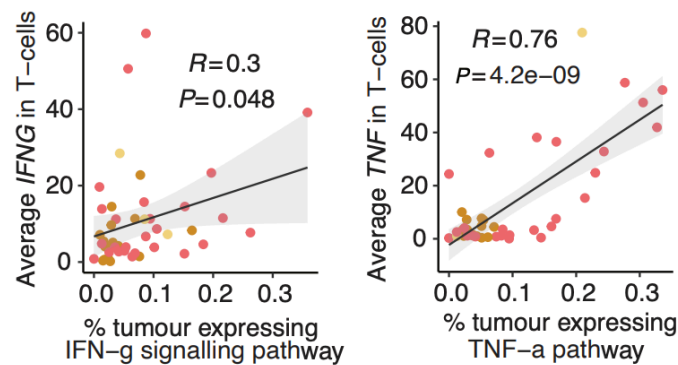 Average IFNG in T−cells
60
40
20
0
R=0.3
P=0.048
0.0 0.1 0.2 0.3
% tumour expressing
IFN−g signalling pathway
Average TNF in T−cells
80
60
40
20
0
R=0.76
P=4.2e−09
0.0 0.1 0.2 0.3
% tumour expressing
TNF−a pathway